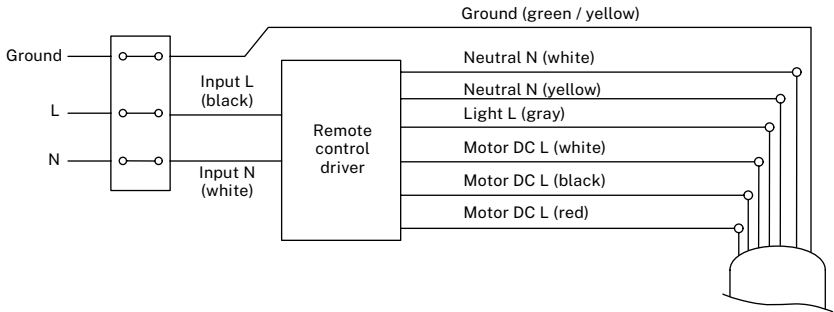 Ground (green / yellow)
Ground
Neutral N (white)
Input L
(black)
Neutral N (yellow)
L
Light L (gray)
Remote
control
driver
Motor DC L (white)
N
Input N
(white)
Motor DC L (black)
Motor DC L (red)